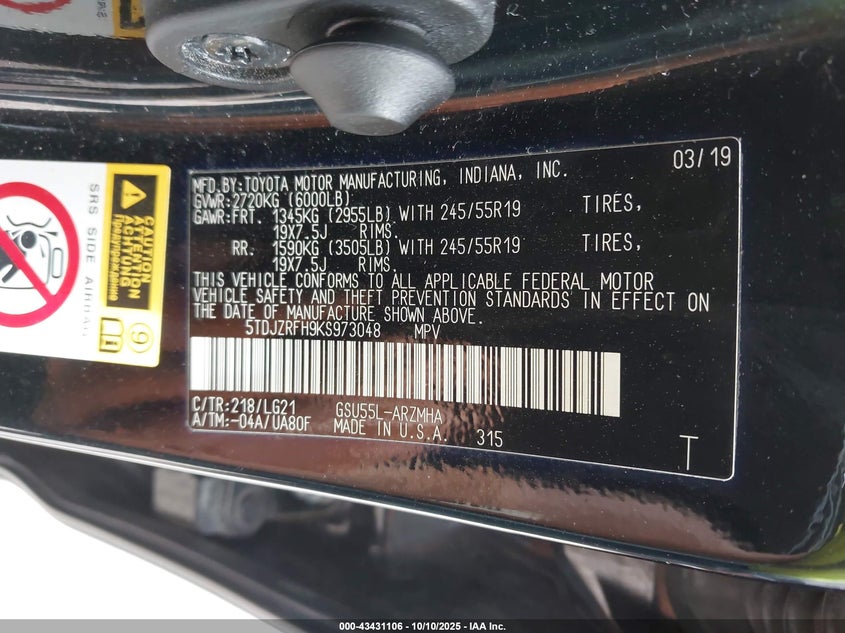 MFD.BY:TOYOTA MOTOR MANUFACTURING, INDIANA, INC. 03/19
GVWR:2720KG (6000LB)
GAWR:FRT. 1345KG (2955LB) WITH 245/55R19 TIRES,
19X7.5J RIMS.
RR. 1590KG (3505LB) WITH 245/55R19 TIRES,
19X7.5J RIMS.
THIS VEHICLE CONFORMS TO ALL APPLICABLE FEDERAL MOTOR
VEHICLE SAFETY AND THEFT PREVENTION STANDARDS IN EFFECT ON
THE DATE OF MANUFACTURE SHOWN ABOVE.
5TDJZRFH9KS973048 MPV
C/TR:218/LG21 GSU55L-ARZMHA
A/TM:-04A/UA80F MADE IN U.S.A. 315
T
SRS SIDE AIRBAG
CAUTION
ATTENTION
ACHTUNG
Предупреждение
9
000-43431106 - 10/10/2025 - IAA Inc.